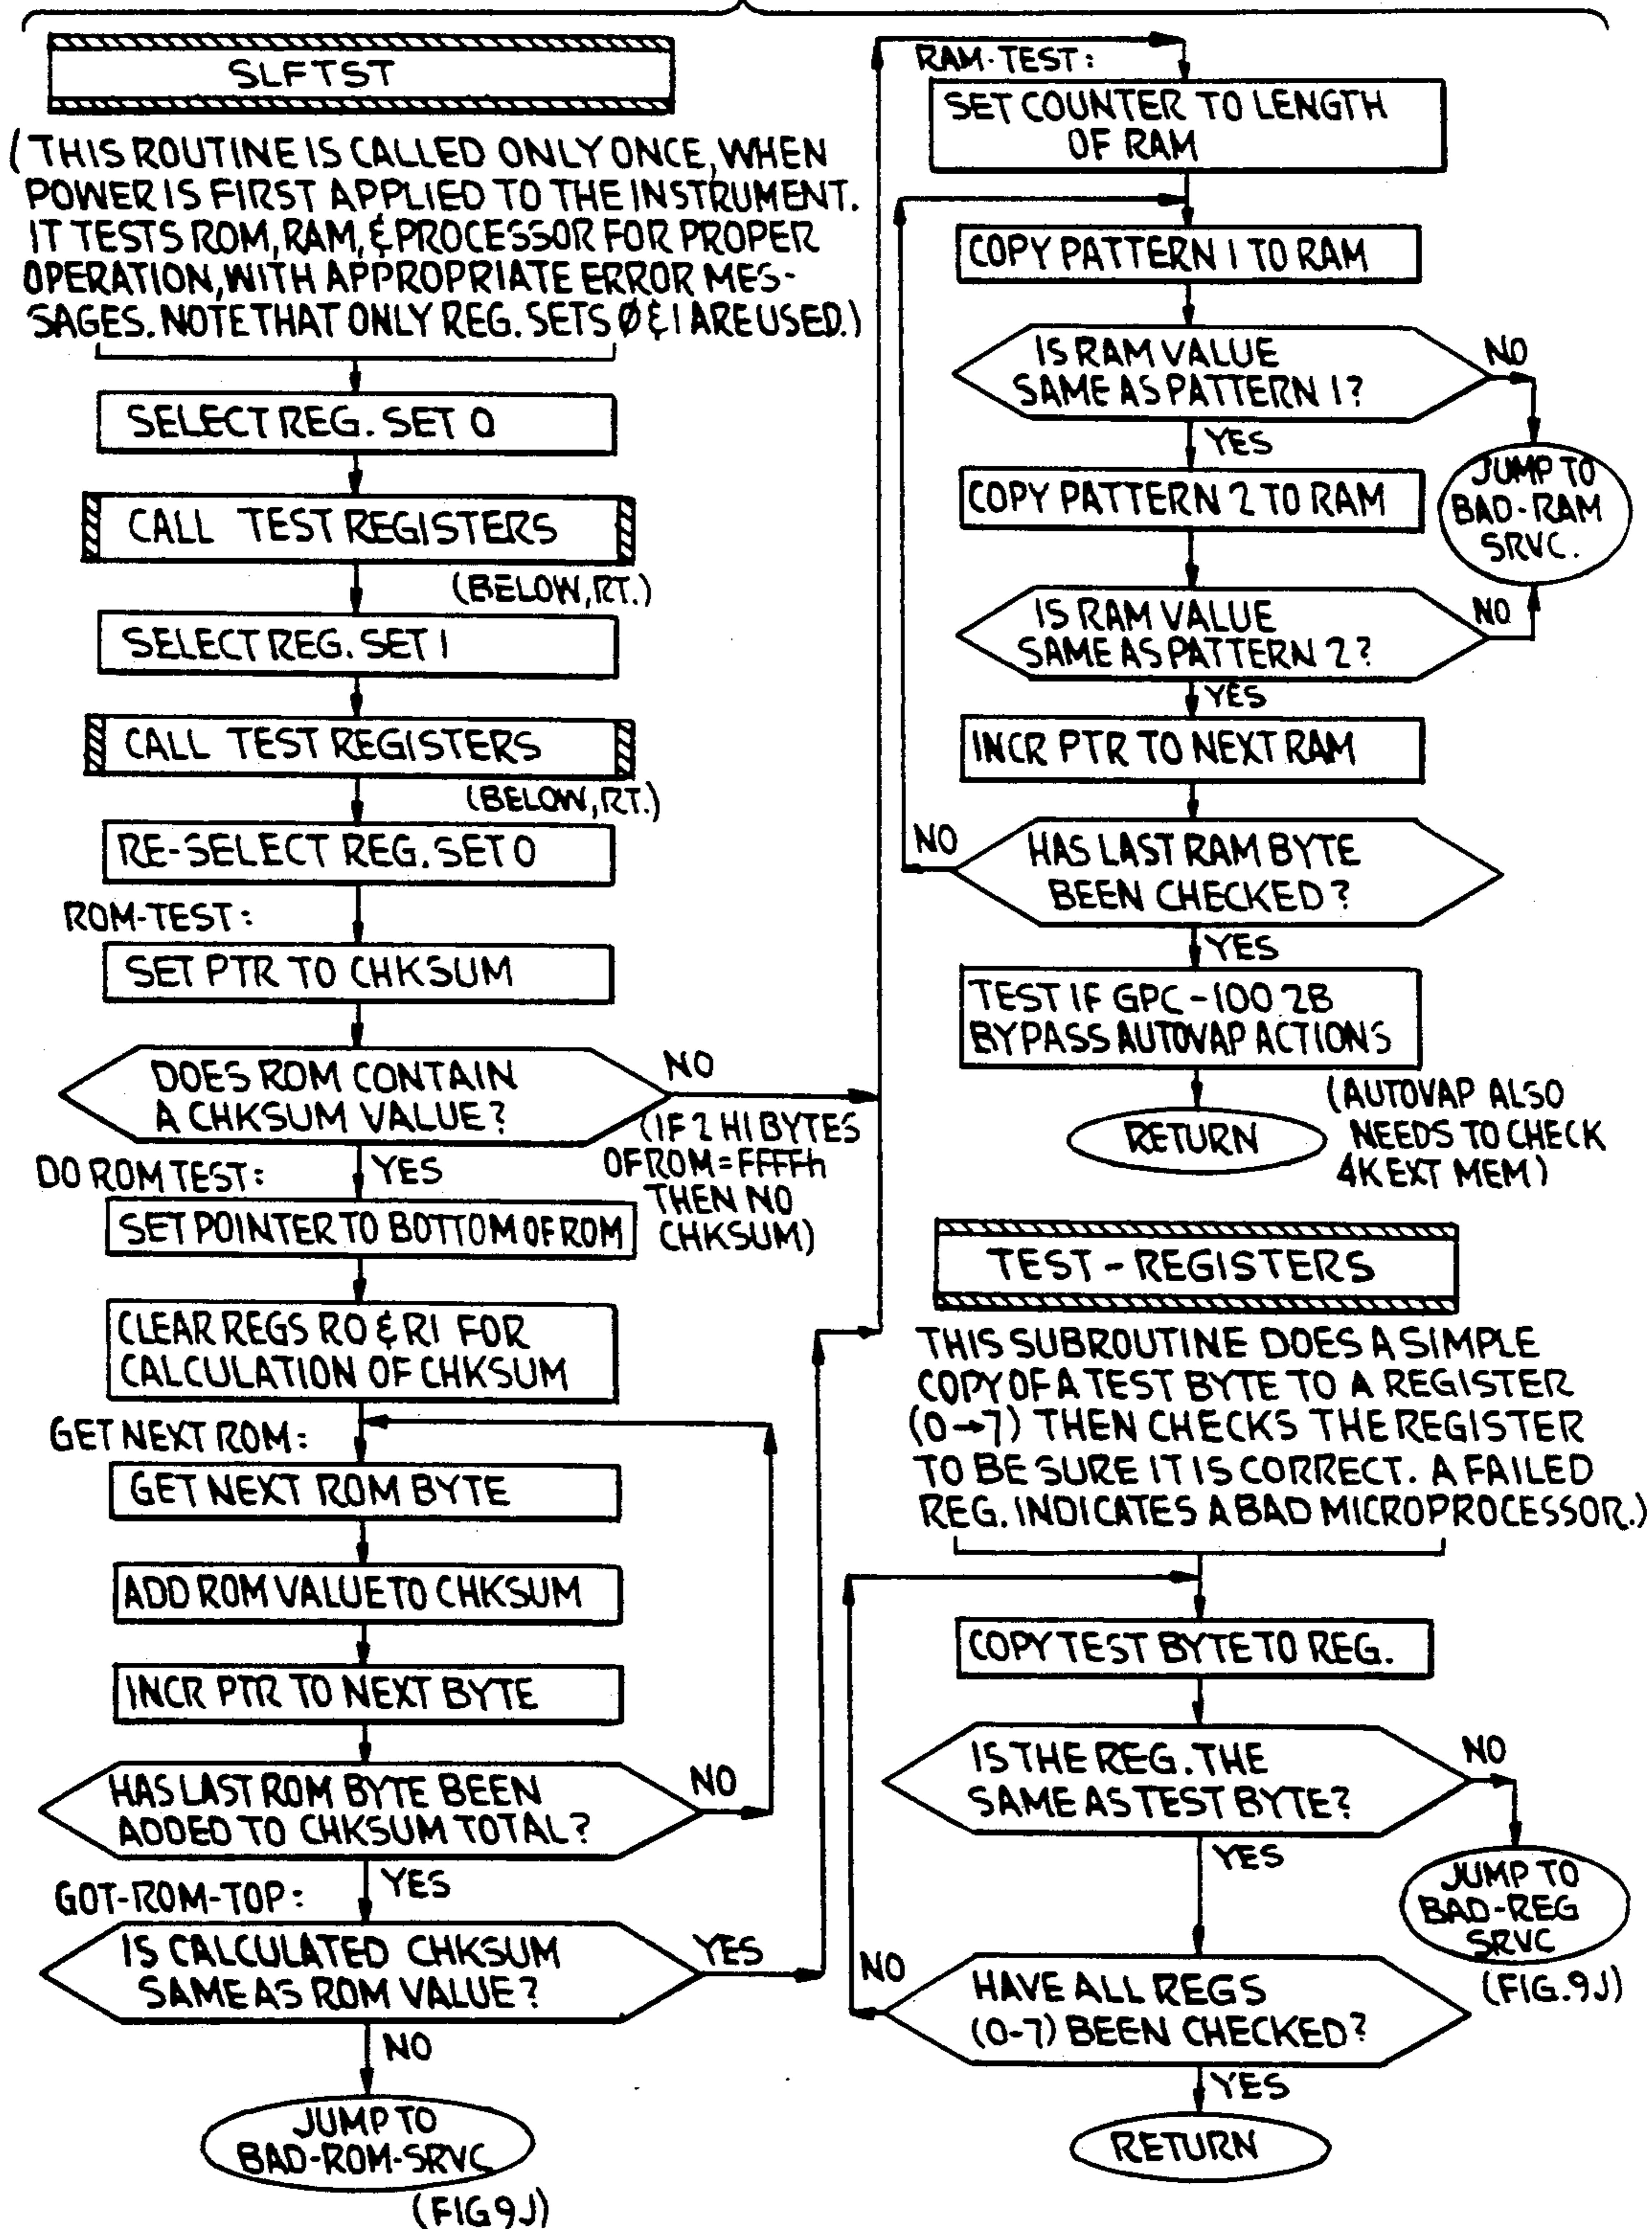 SLFTST
(THIS ROUTINE IS CALLED ONLY ONCE, WHEN
POWER IS FIRST APPLIED TO THE INSTRUMENT.
IT TESTS ROM, RAM, & PROCESSOR FOR PROPER
OPERATION, WITH APPROPRIATE ERROR MES-
SAGES. NOTE THAT ONLY REG. SETS Ø & 1 ARE USED.)
SELECT REG. SET 0
CALL TEST REGISTERS
(BELOW, RT.)
SELECT REG. SET 1
CALL TEST REGISTERS
(BELOW, RT.)
RE-SELECT REG. SET 0
ROM-TEST:
SET PTR TO CHKSUM
DOES ROM CONTAIN
A CHKSUM VALUE?
NO
(IF 2 HI BYTES
OF ROM = FFFFh
THEN NO
CHKSUM)
YES
DO ROM TEST:
SET POINTER TO BOTTOM OF ROM
CLEAR REGS R0 & R1 FOR
CALCULATION OF CHKSUM
GET NEXT ROM:
GET NEXT ROM BYTE
ADD ROM VALUE TO CHKSUM
INCR PTR TO NEXT BYTE
HAS LAST ROM BYTE BEEN
ADDED TO CHKSUM TOTAL?
NO
YES
GOT-ROM-TOP:
IS CALCULATED CHKSUM
SAME AS ROM VALUE?
YES
NO
JUMP TO
BAD-ROM-SRVC
(FIG 9J)
RAM-TEST:
SET COUNTER TO LENGTH
OF RAM
COPY PATTERN 1 TO RAM
IS RAM VALUE
SAME AS PATTERN 1?
NO
YES
JUMP TO
BAD-RAM
SRVC.
COPY PATTERN 2 TO RAM
IS RAM VALUE
SAME AS PATTERN 2?
NO
YES
INCR PTR TO NEXT RAM
HAS LAST RAM BYTE
BEEN CHECKED?
NO
YES
TEST IF GPC-100 2B
BYPASS AUTOVAP ACTIONS
RETURN
(AUTOVAP ALSO
NEEDS TO CHECK
4K EXT MEM)
TEST-REGISTERS
THIS SUBROUTINE DOES A SIMPLE
COPY OF A TEST BYTE TO A REGISTER
(0→7) THEN CHECKS THE REGISTER
TO BE SURE IT IS CORRECT. A FAILED
REG. INDICATES A BAD MICROPROCESSOR.)
COPY TEST BYTE TO REG.
IS THE REG. THE
SAME AS TEST BYTE?
NO
YES
JUMP TO
BAD-REG
SRVC
(FIG. 9J)
HAVE ALL REGS
(0-7) BEEN CHECKED?
NO
YES
RETURN